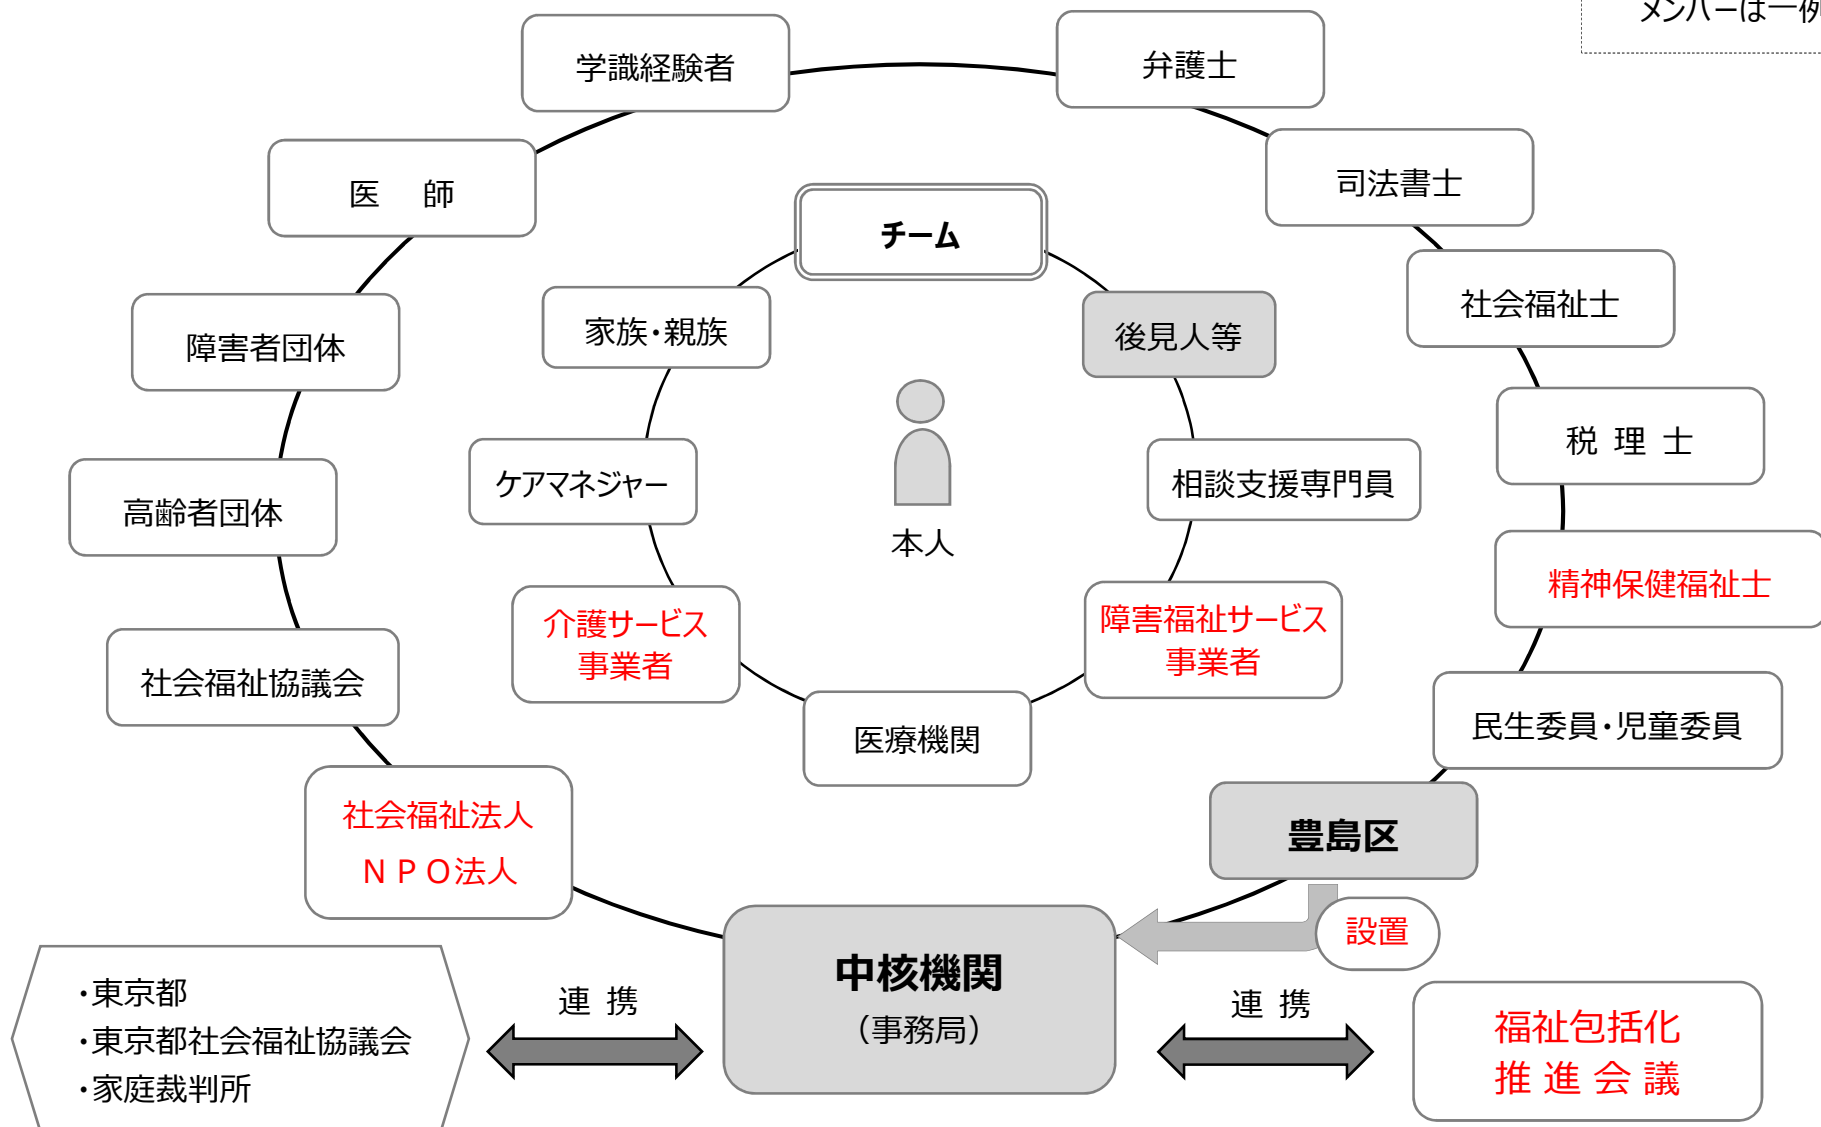 メンバーは一例
学識経験者
弁護士
医 師
司法書士
チーム
社会福祉士
家族・親族
後見人等
障害者団体
税 理 士
ケアマネジャー
相談支援専門員
高齢者団体
本人
精神保健福祉士
介護サービス
事業者
障害福祉サービス
事業者
社会福祉協議会
民生委員・児童委員
医療機関
社会福祉法人
ＮＰＯ法人
豊島区
設置
中核機関
（事務局）
連 携
連 携
・東京都
・東京都社会福祉協議会
・家庭裁判所
福祉包括化
推 進 会 議